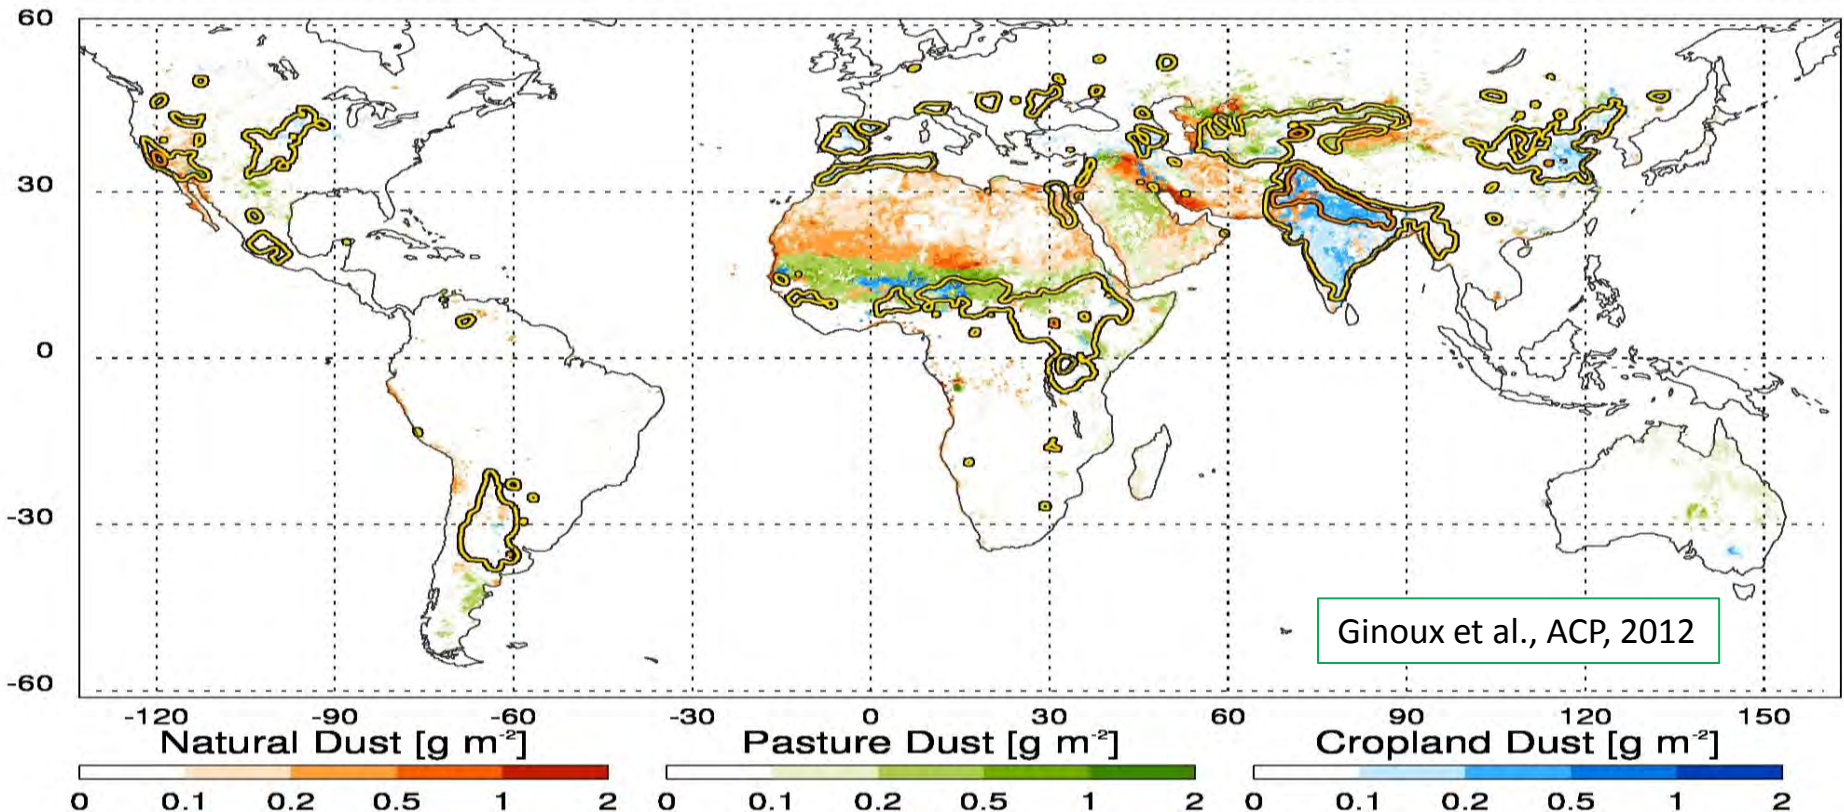 60
30
0
-30
-60
Ginoux et al., ACP, 2012
-120 -90 -60 -30 0 30 60 90 120 150
Natural Dust [g m⁻²] Pasture Dust [g m⁻²] Cropland Dust [g m⁻²]
0 0.1 0.2 0.5 1 2 0 0.1 0.2 0.5 1 2 0 0.1 0.2 0.5 1 2